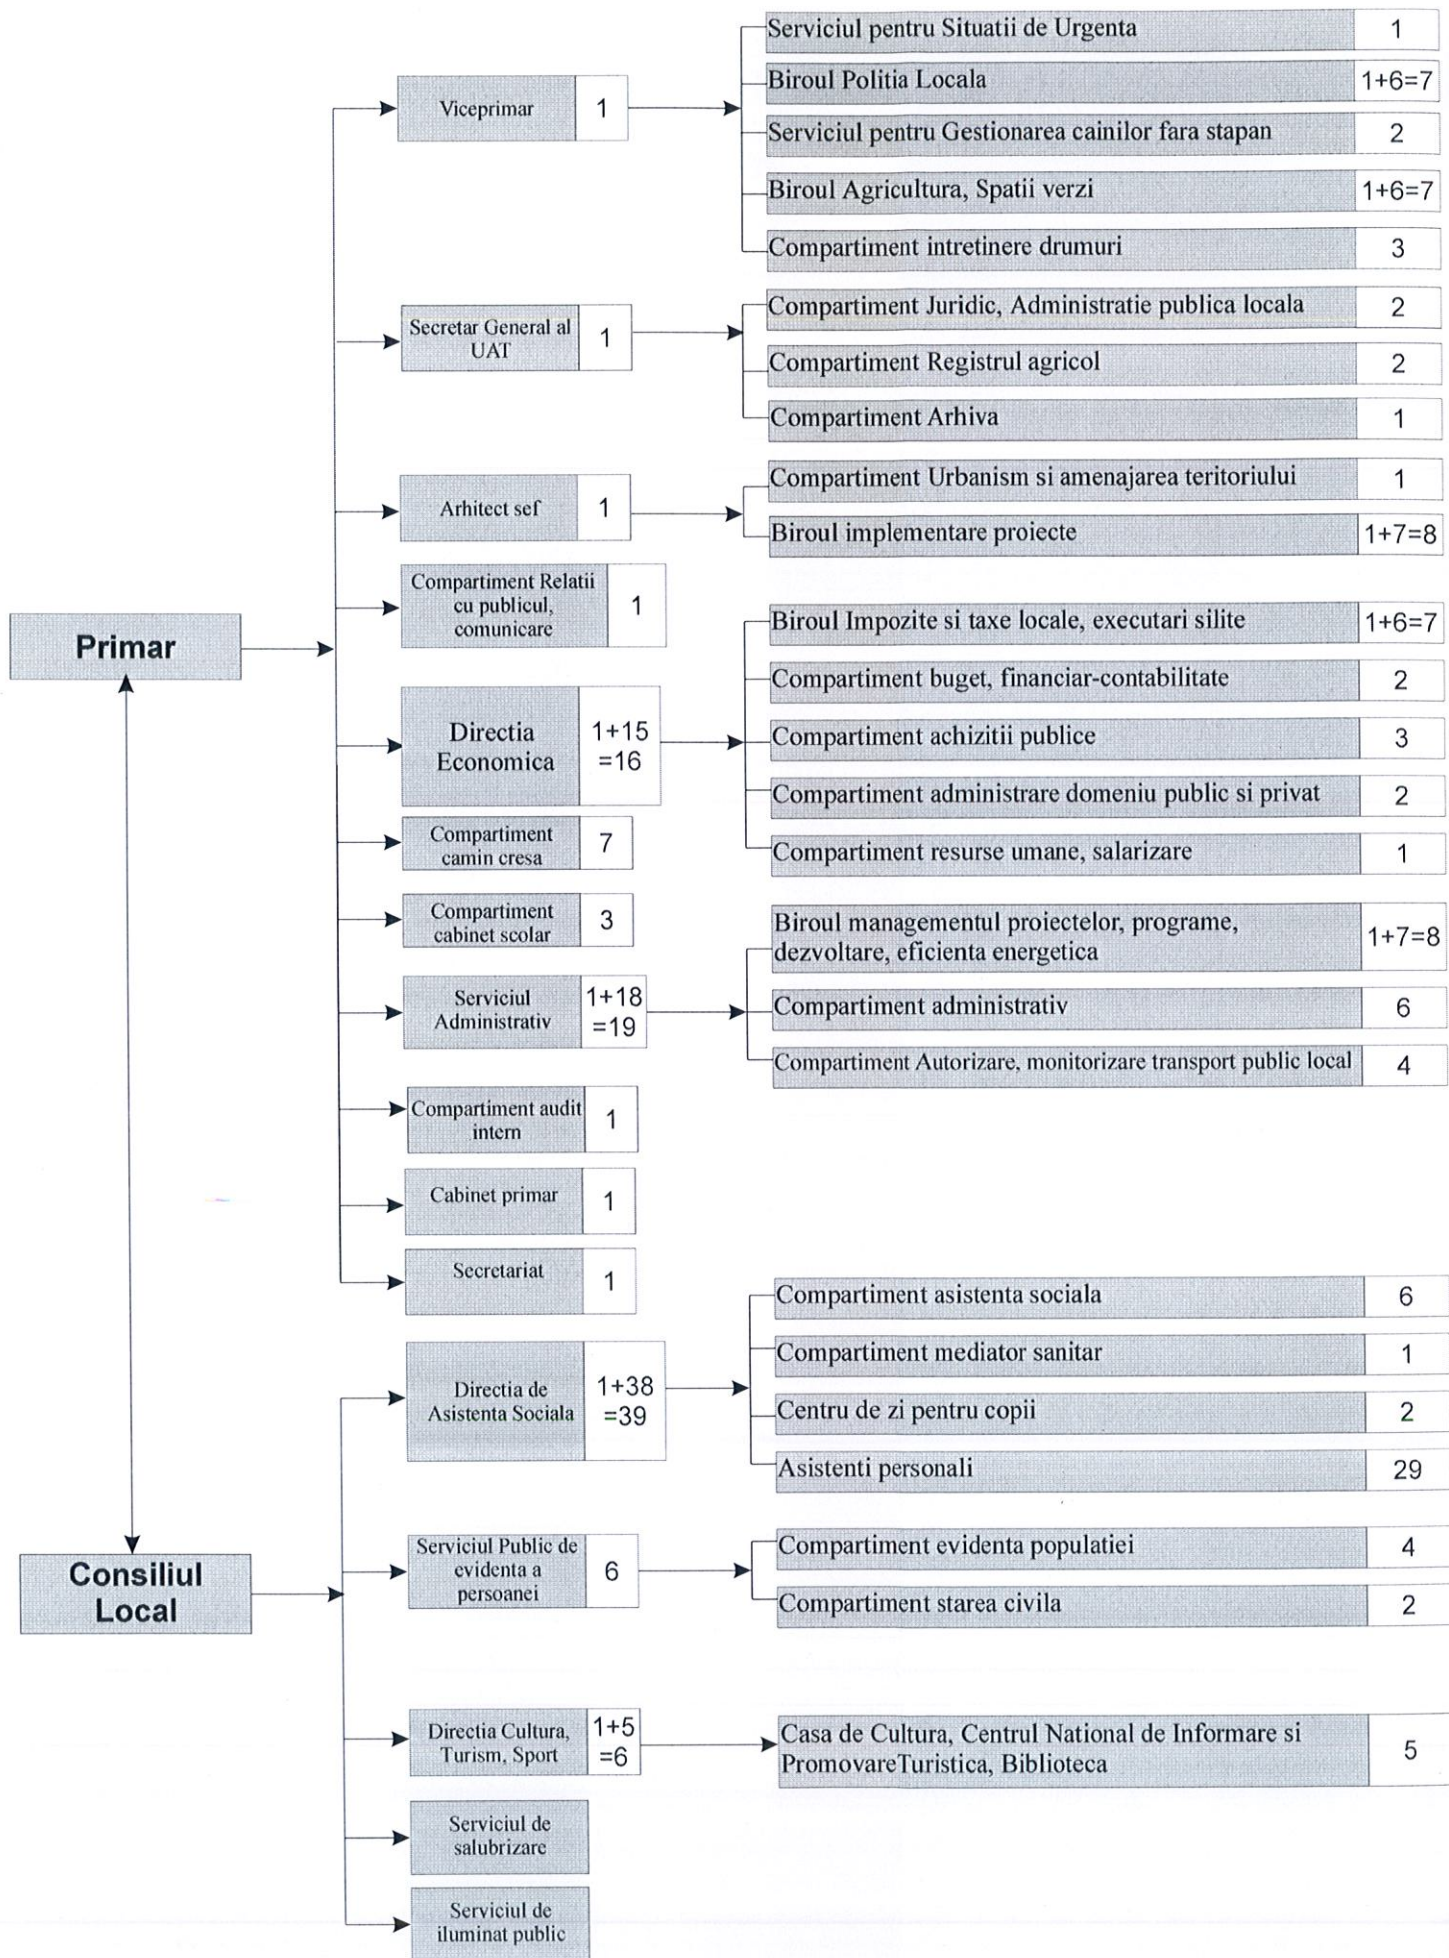 Primar
Consiliul
Local
Viceprimar
1
Serviciul pentru Situatii de Urgenta
1
Biroul Politia Locala
1+6=7
Serviciul pentru Gestionarea cainilor fara stapan
2
Biroul Agricultura, Spatii verzi
1+6=7
Compartiment intretinere drumuri
3
Secretar General al
UAT
1
Compartiment Juridic, Administratie publica locala
2
Compartiment Registrul agricol
2
Compartiment Arhiva
1
Arhitect sef
1
Compartiment Urbanism si amenajarea teritoriului
1
Biroul implementare proiecte
1+7=8
Compartiment Relatii
cu publicul,
comunicare
1
Directia
Economica
1+15
=16
Biroul Impozite si taxe locale, executari silite
1+6=7
Compartiment buget, financiar-contabilitate
2
Compartiment achizitii publice
3
Compartiment administrare domeniu public si privat
2
Compartiment resurse umane, salarizare
1
Compartiment
camin cresa
7
Compartiment
cabinet scolar
3
Serviciul
Administrativ
1+18
=19
Biroul managementul proiectelor, programe,
dezvoltare, eficienta energetica
1+7=8
Compartiment administrativ
6
Compartiment Autorizare, monitorizare transport public local
4
Compartiment audit
intern
1
Cabinet primar
1
Secretariat
1
Directia de
Asistenta Sociala
1+38
=39
Compartiment asistenta sociala
6
Compartiment mediator sanitar
1
Centru de zi pentru copii
2
Asistenti personali
29
Serviciul Public de
evidenta a
persoanei
6
Compartiment evidenta populatiei
4
Compartiment starea civila
2
Directia Cultura,
Turism, Sport
1+5
=6
Casa de Cultura, Centrul National de Informare si
PromovareTuristica, Biblioteca
5
Serviciul de
salubrizare
Serviciul de
iluminat public